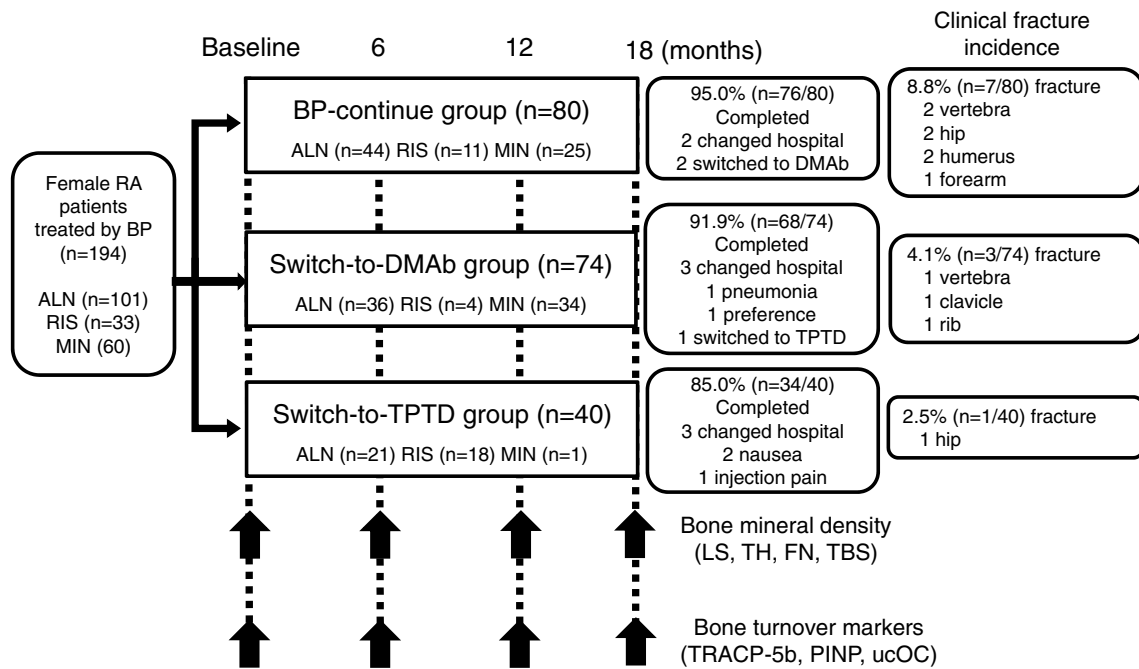 Baseline
6
12
18 (months)
Clinical fracture
incidence
Female RA
patients
treated by BP
(n=194)
ALN (n=101)
RIS (n=33)
MIN (60)
BP-continue group (n=80)
ALN (n=44) RIS (n=11) MIN (n=25)
95.0% (n=76/80)
Completed
2 changed hospital
2 switched to DMAb
8.8% (n=7/80) fracture
2 vertebra
2 hip
2 humerus
1 forearm
Switch-to-DMAb group (n=74)
ALN (n=36) RIS (n=4) MIN (n=34)
91.9% (n=68/74)
Completed
3 changed hospital
1 pneumonia
1 preference
1 switched to TPTD
4.1% (n=3/74) fracture
1 vertebra
1 clavicle
1 rib
Switch-to-TPTD group (n=40)
ALN (n=21) RIS (n=18) MIN (n=1)
85.0% (n=34/40)
Completed
3 changed hospital
2 nausea
1 injection pain
2.5% (n=1/40) fracture
1 hip
Bone mineral density
(LS, TH, FN, TBS)
Bone turnover markers
(TRACP-5b, PINP, ucOC)